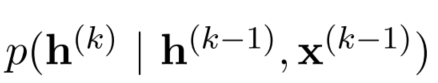 p(𝐡^{(k)} | 𝐡^{(k−1)}, 𝐱^{(k−1)})